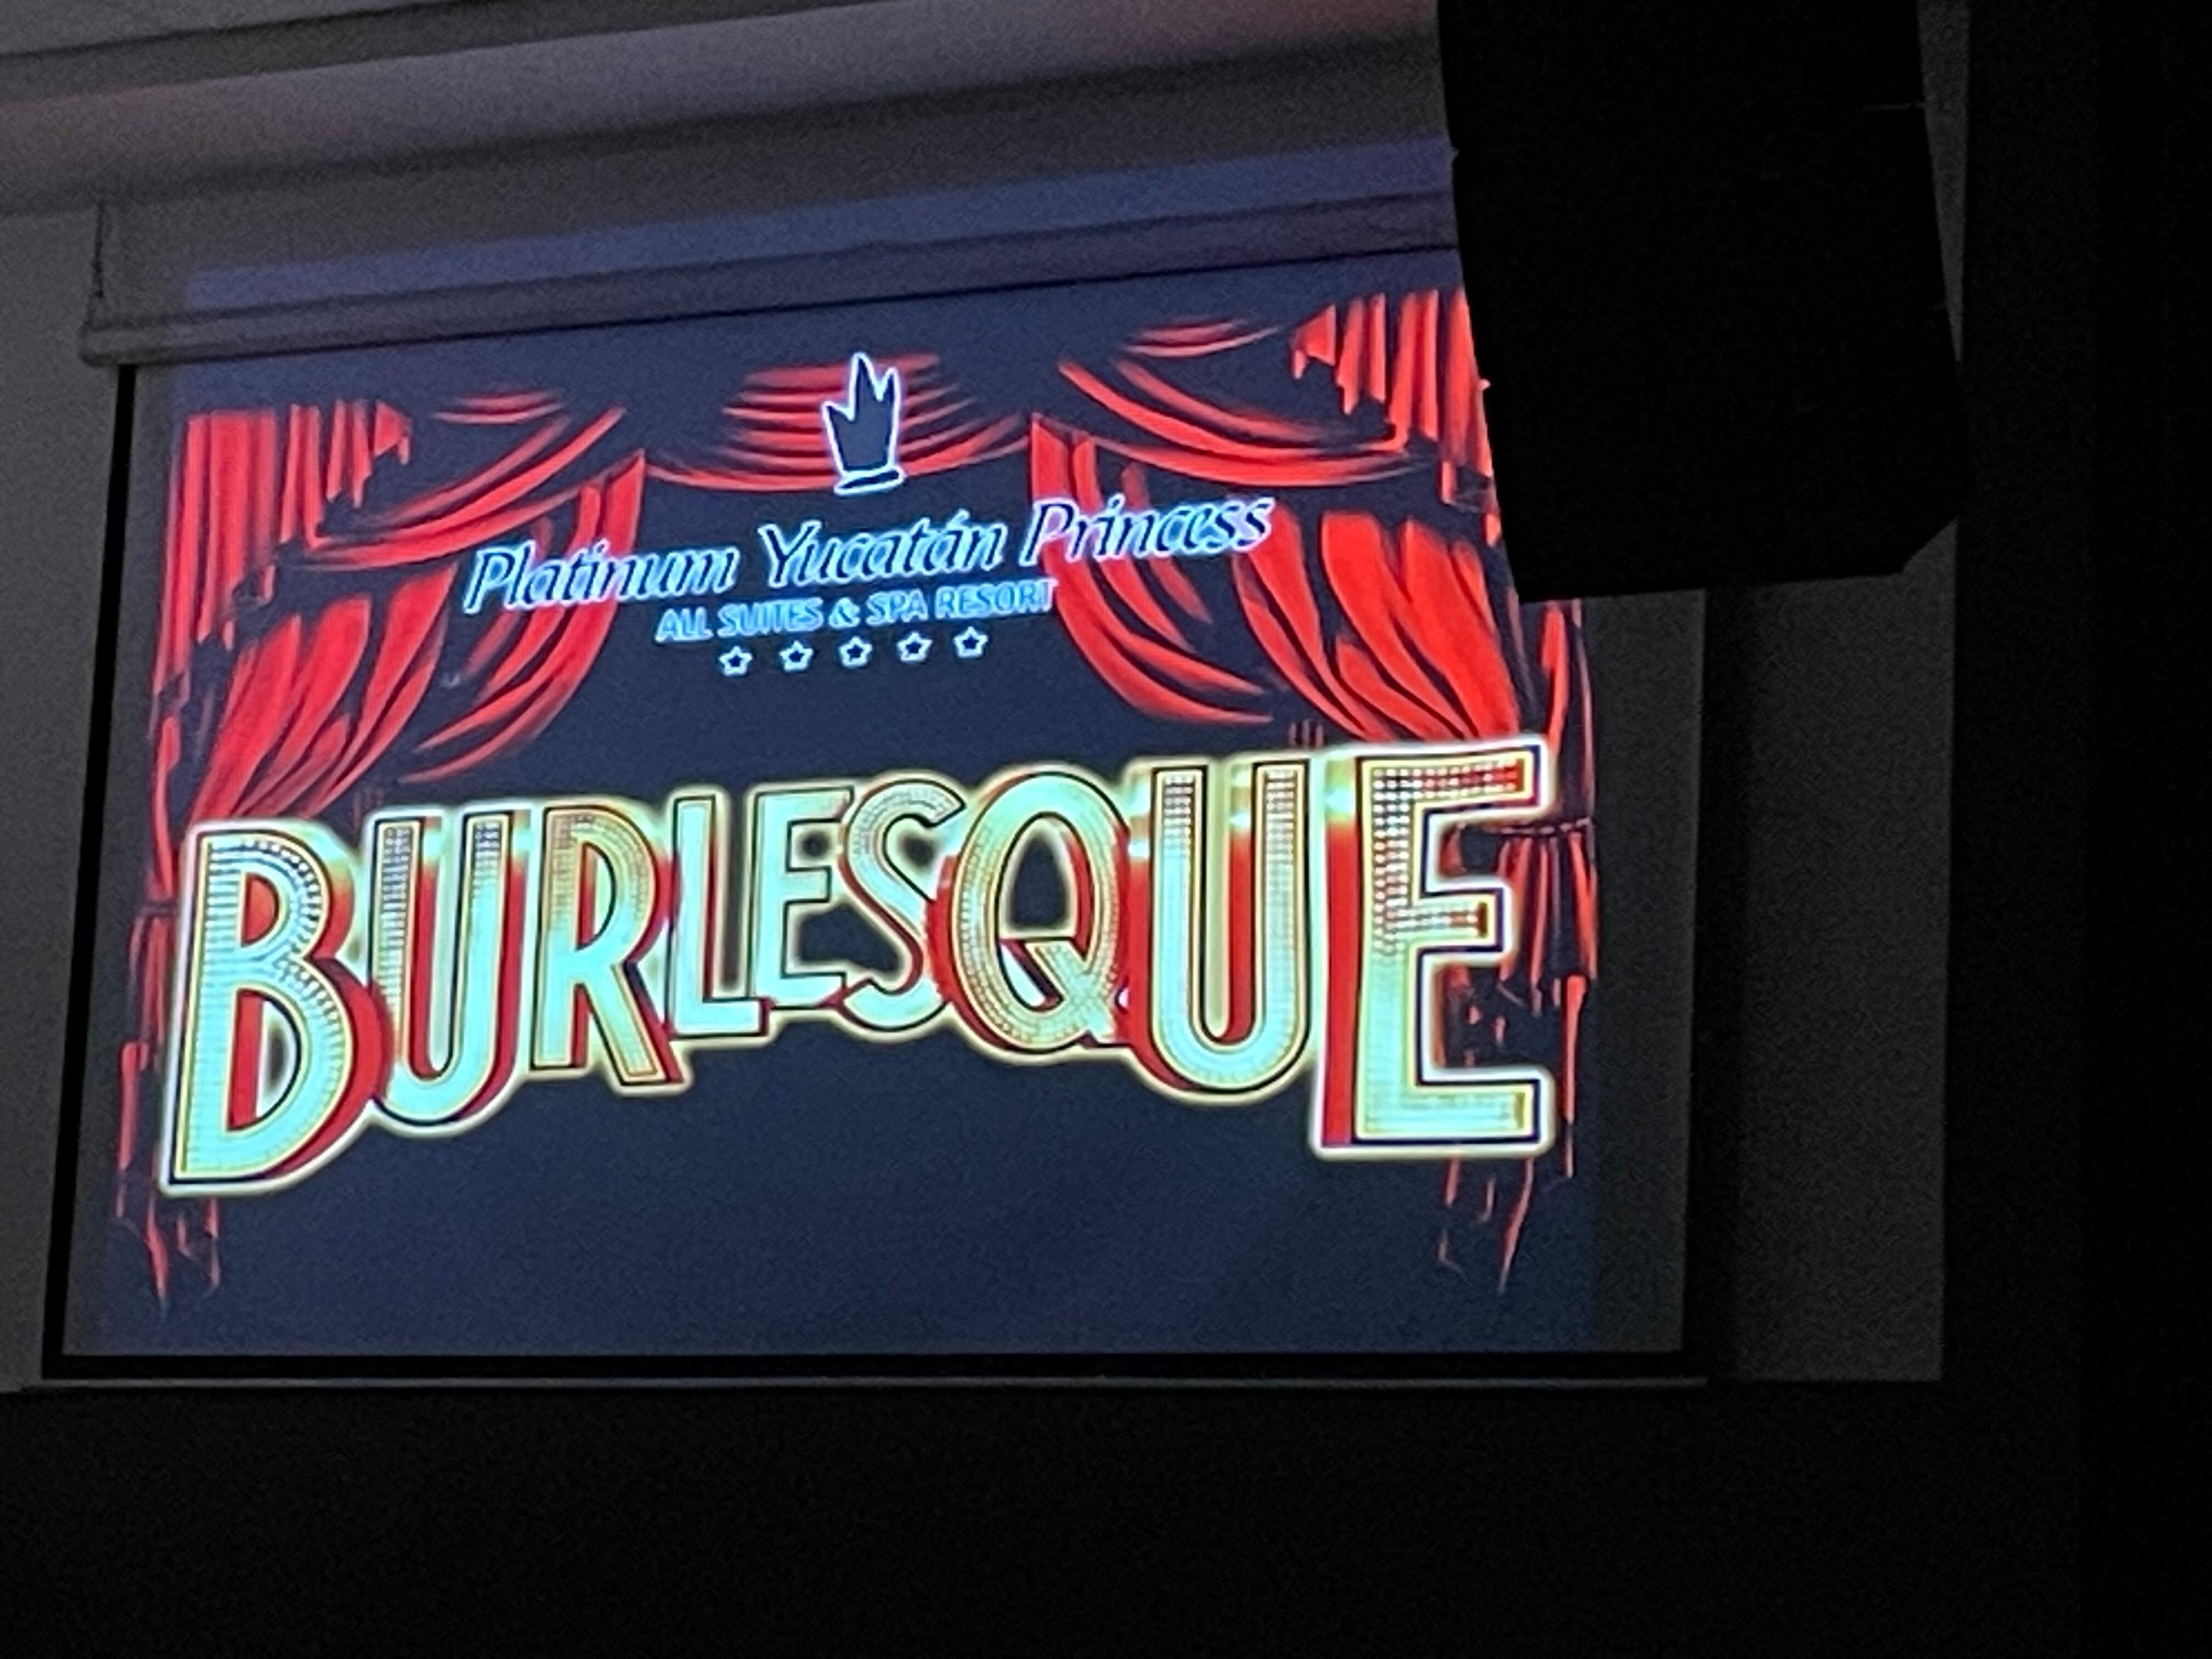 Platinum Yucatán Princess
ALL SUITES & SPA RESORT
BURLESQUE